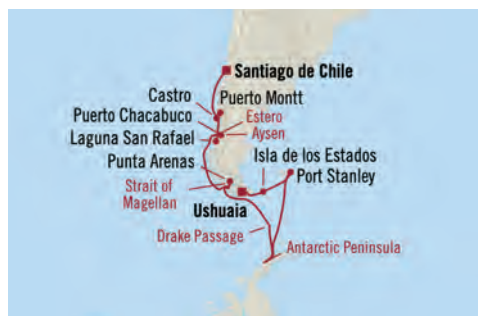 Santiago de Chile
Castro
Puerto Montt
Puerto Chacabuco
Estero
Aysen
Laguna San Rafael
Punta Arenas
Isla de los Estados
Port Stanley
Strait of
Magellan
Ushuaia
Drake Passage
Antarctic Peninsula